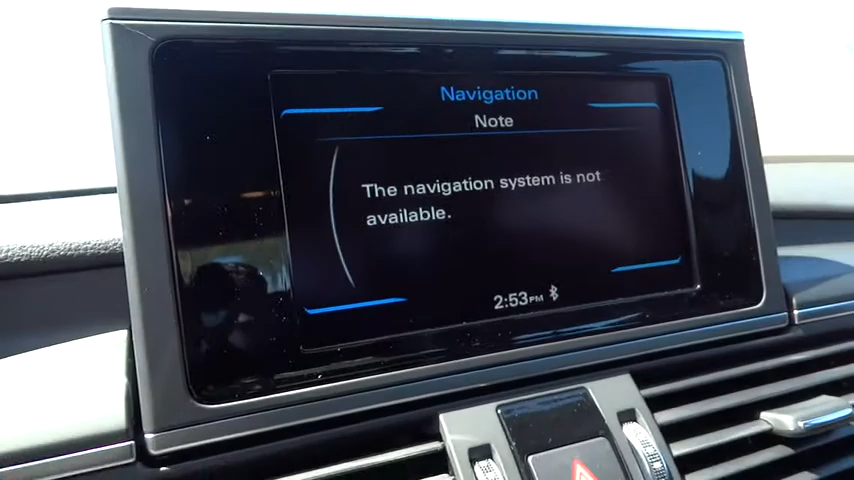 Navigation
Note
The navigation system is not
available.
2:53PM